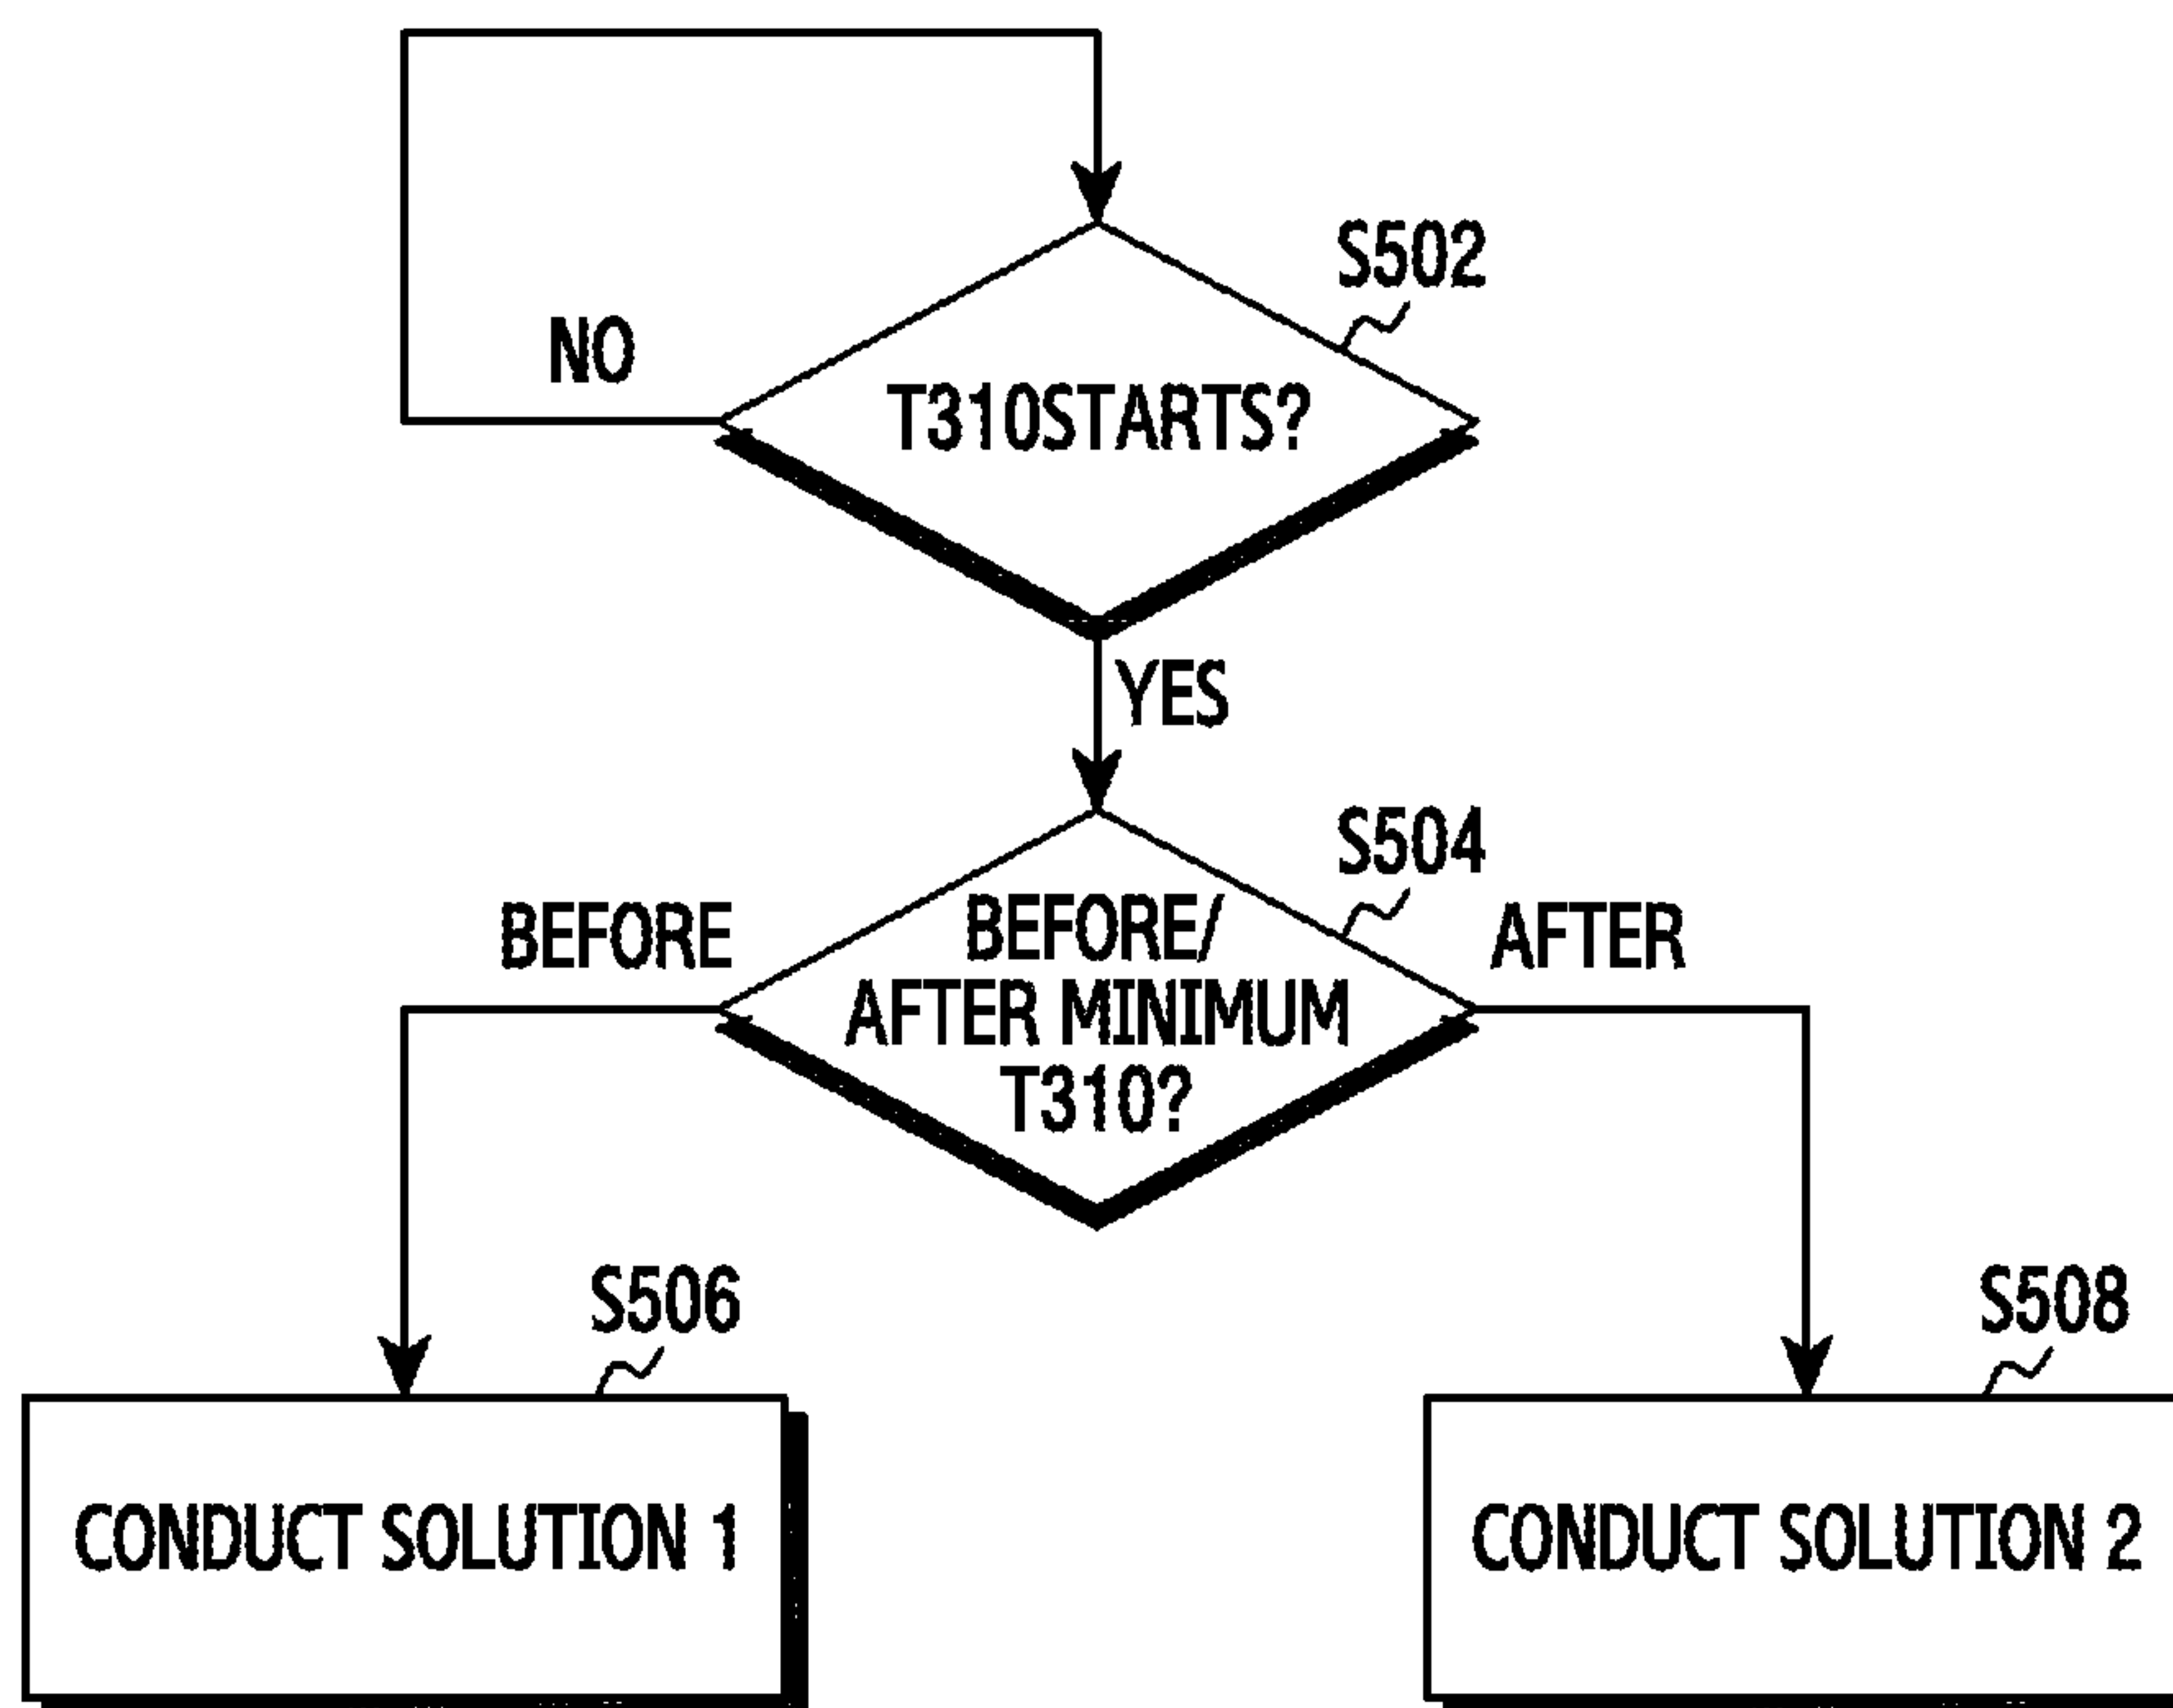 S502
NO
T310STARTS?
YES
S504
BEFORE
BEFORE/
AFTER MINIMUM
T310?
AFTER
S506
S508
CONDUCT SOLUTION 1
CONDUCT SOLUTION 2